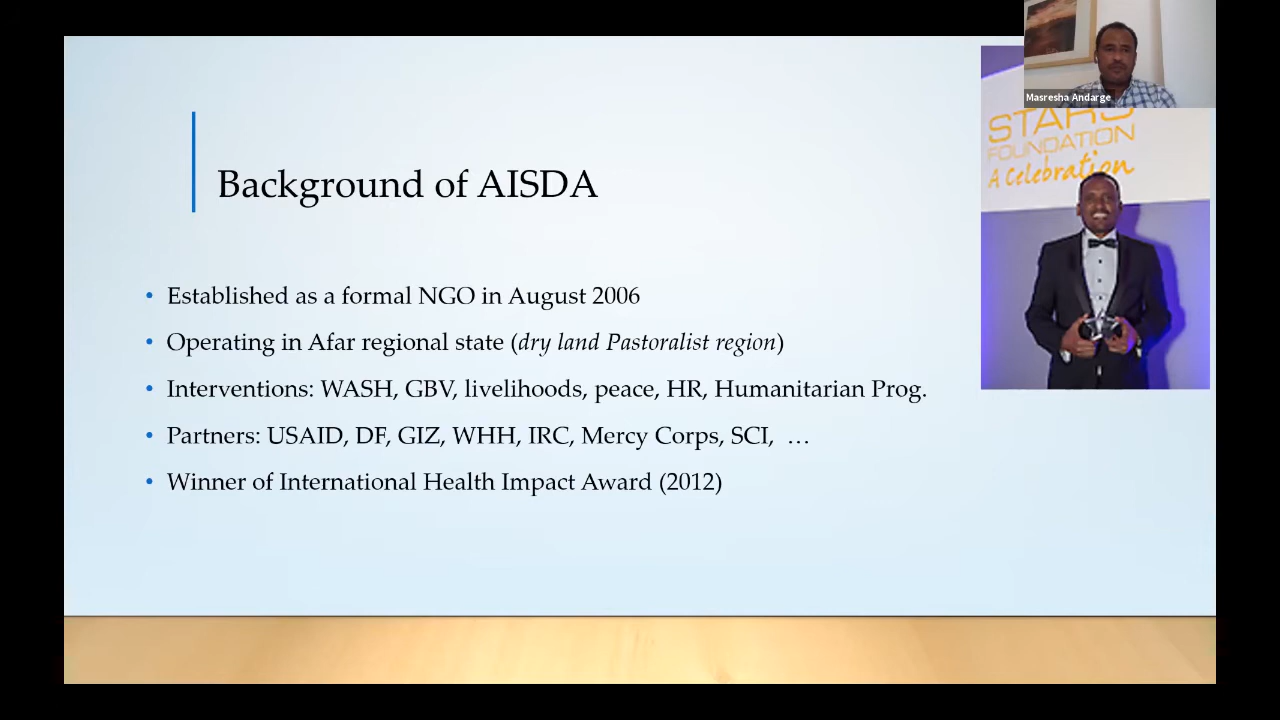 Masresha Andarge
STARS
FOUNDATION
A Celebration
Background of AISDA
• Established as a formal NGO in August 2006
• Operating in Afar regional state (dry land Pastoralist region)
• Interventions: WASH, GBV, livelihoods, peace, HR, Humanitarian Prog.
• Partners: USAID, DF, GIZ, WHH, IRC, Mercy Corps, SCI, …
• Winner of International Health Impact Award (2012)